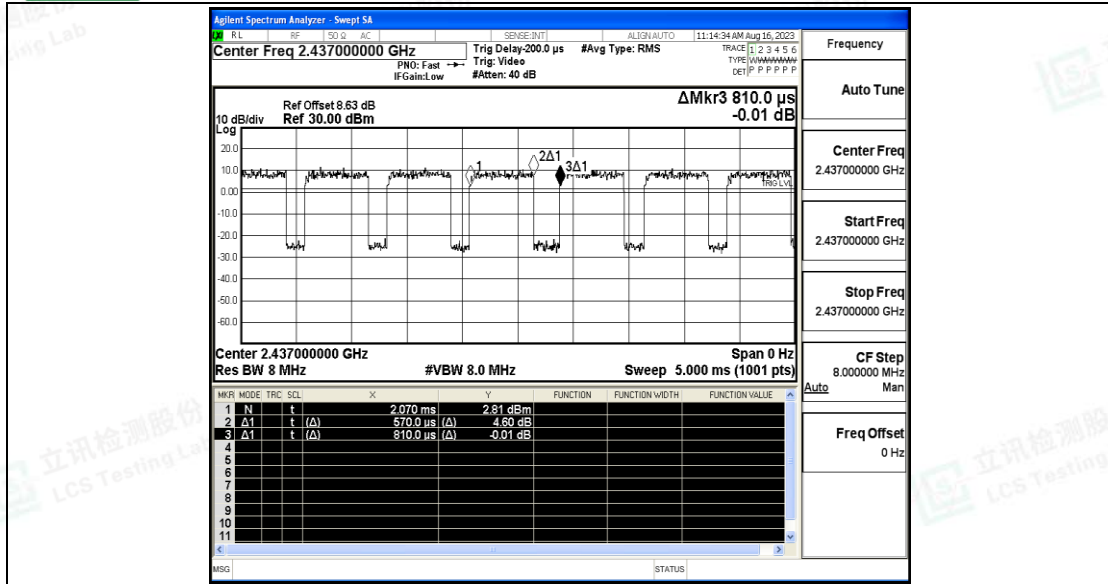 Agilent Spectrum Analyzer - Swept SA
RL RF 50 Ω AC SENSE:INT ALIGNAUTO 11:14:34 AM Aug 16, 2023
Center Freq 2.437000000 GHz
PNO: Fast
IFGain:Low
Trig Delay-200.0 µs
Trig: Video
#Atten: 40 dB
#Avg Type: RMS
TRACE 1 2 3 4 5 6
TYPE
DET P P P P P P
ΔMkr3 810.0 µs
-0.01 dB
Ref Offset 8.63 dB
10 dB/div Ref 30.00 dBm
Log
20.0
10.0
0.00
-10.0
-20.0
-30.0
-40.0
-50.0
-60.0
1
2Δ1
3Δ1
TRIG LVL
Center 2.437000000 GHz Span 0 Hz
Res BW 8 MHz #VBW 8.0 MHz Sweep 5.000 ms (1001 pts)
MKR MODE TRC SCL X Y FUNCTION FUNCTION WIDTH FUNCTION VALUE
1 N t 2.070 ms 2.81 dBm
2 Δ1 t (Δ) 570.0 µs (Δ) 4.60 dB
3 Δ1 t (Δ) 810.0 µs (Δ) -0.01 dB
4
5
6
7
8
9
10
11
MSG STATUS
Frequency
Auto Tune
Center Freq
2.437000000 GHz
Start Freq
2.437000000 GHz
Stop Freq
2.437000000 GHz
CF Step
8.000000 MHz
Auto Man
Freq Offset
0 Hz
立讯检测股份
LCS Testing Lab
立讯检测股份
LCS Testing